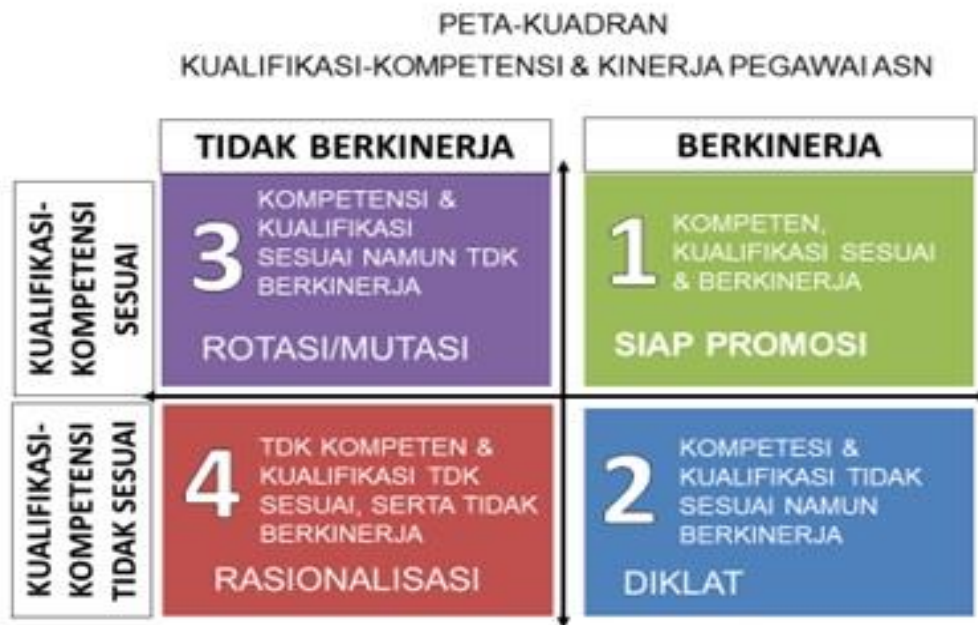 PETA-KUADRAN
KUALIFIKASI-KOMPETENSI & KINERJA PEGAWAI ASN
TIDAK BERKINERJA
BERKINERJA
KUALIFIKASI-
KOMPETENSI
SESUAI
3
KOMPETENSI &
KUALIFIKASI
SESUAI NAMUN TDK
BERKINERJA
ROTASI/MUTASI
1
KOMPETEN,
KUALIFIKASI SESUAI
& BERKINERJA
SIAP PROMOSI
KUALIFIKASI-
KOMPETENSI
TIDAK SESUAI
4
TDK KOMPETEN &
KUALIFIKASI TDK
SESUAI, SERTA TIDAK
BERKINERJA
RASIONALISASI
2
KOMPETESI &
KUALIFIKASI TIDAK
SESUAI NAMUN
BERKINERJA
DIKLAT